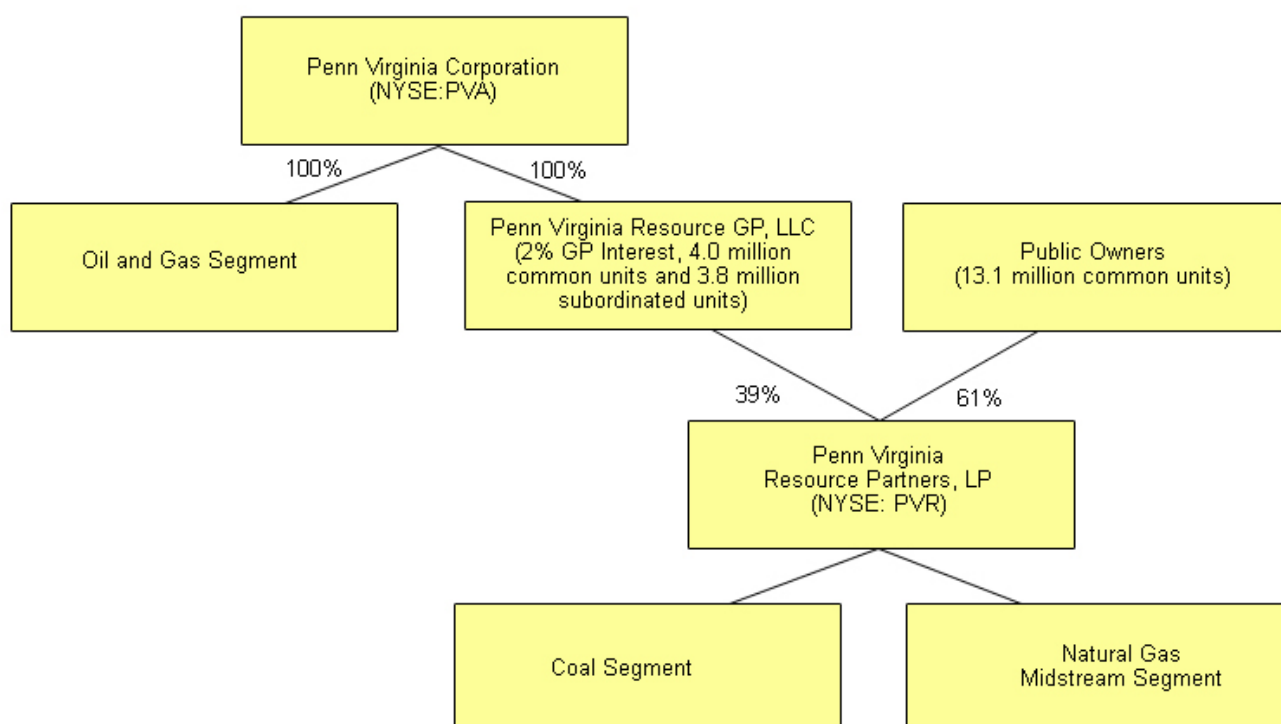 Penn Virginia Corporation
(NYSE:PVA)
100%
100%
Oil and Gas Segment
Penn Virginia Resource GP, LLC
(2% GP Interest, 4.0 million
common units and 3.8 million
subordinated units)
Public Owners
(13.1 million common units)
39%
61%
Penn Virginia
Resource Partners, LP
(NYSE: PVR)
Coal Segment
Natural Gas
Midstream Segment